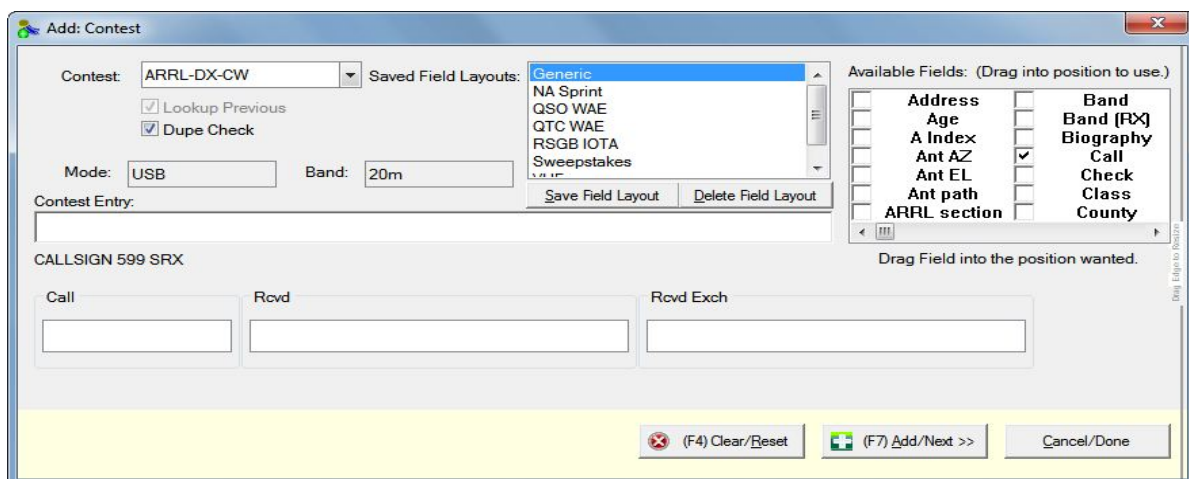 Add: Contest
Contest: ARRL-DX-CW
Lookup Previous
Dupe Check
Mode: USB Band: 20m
Saved Field Layouts:
Generic
NA Sprint
QSO WAE
QTC WAE
RSGB IOTA
Sweepstakes
Save Field Layout Delete Field Layout
Available Fields: (Drag into position to use.)
Address Band
Age Band (RX)
A Index Biography
Ant AZ Call
Ant EL Check
Ant path Class
ARRL section County
Drag Field into the position wanted.
Drag Edge to Resize
Contest Entry:
CALLSIGN 599 SRX
Call Rcvd Rcvd Exch
(F4) Clear/Reset (F7) Add/Next >> Cancel/Done